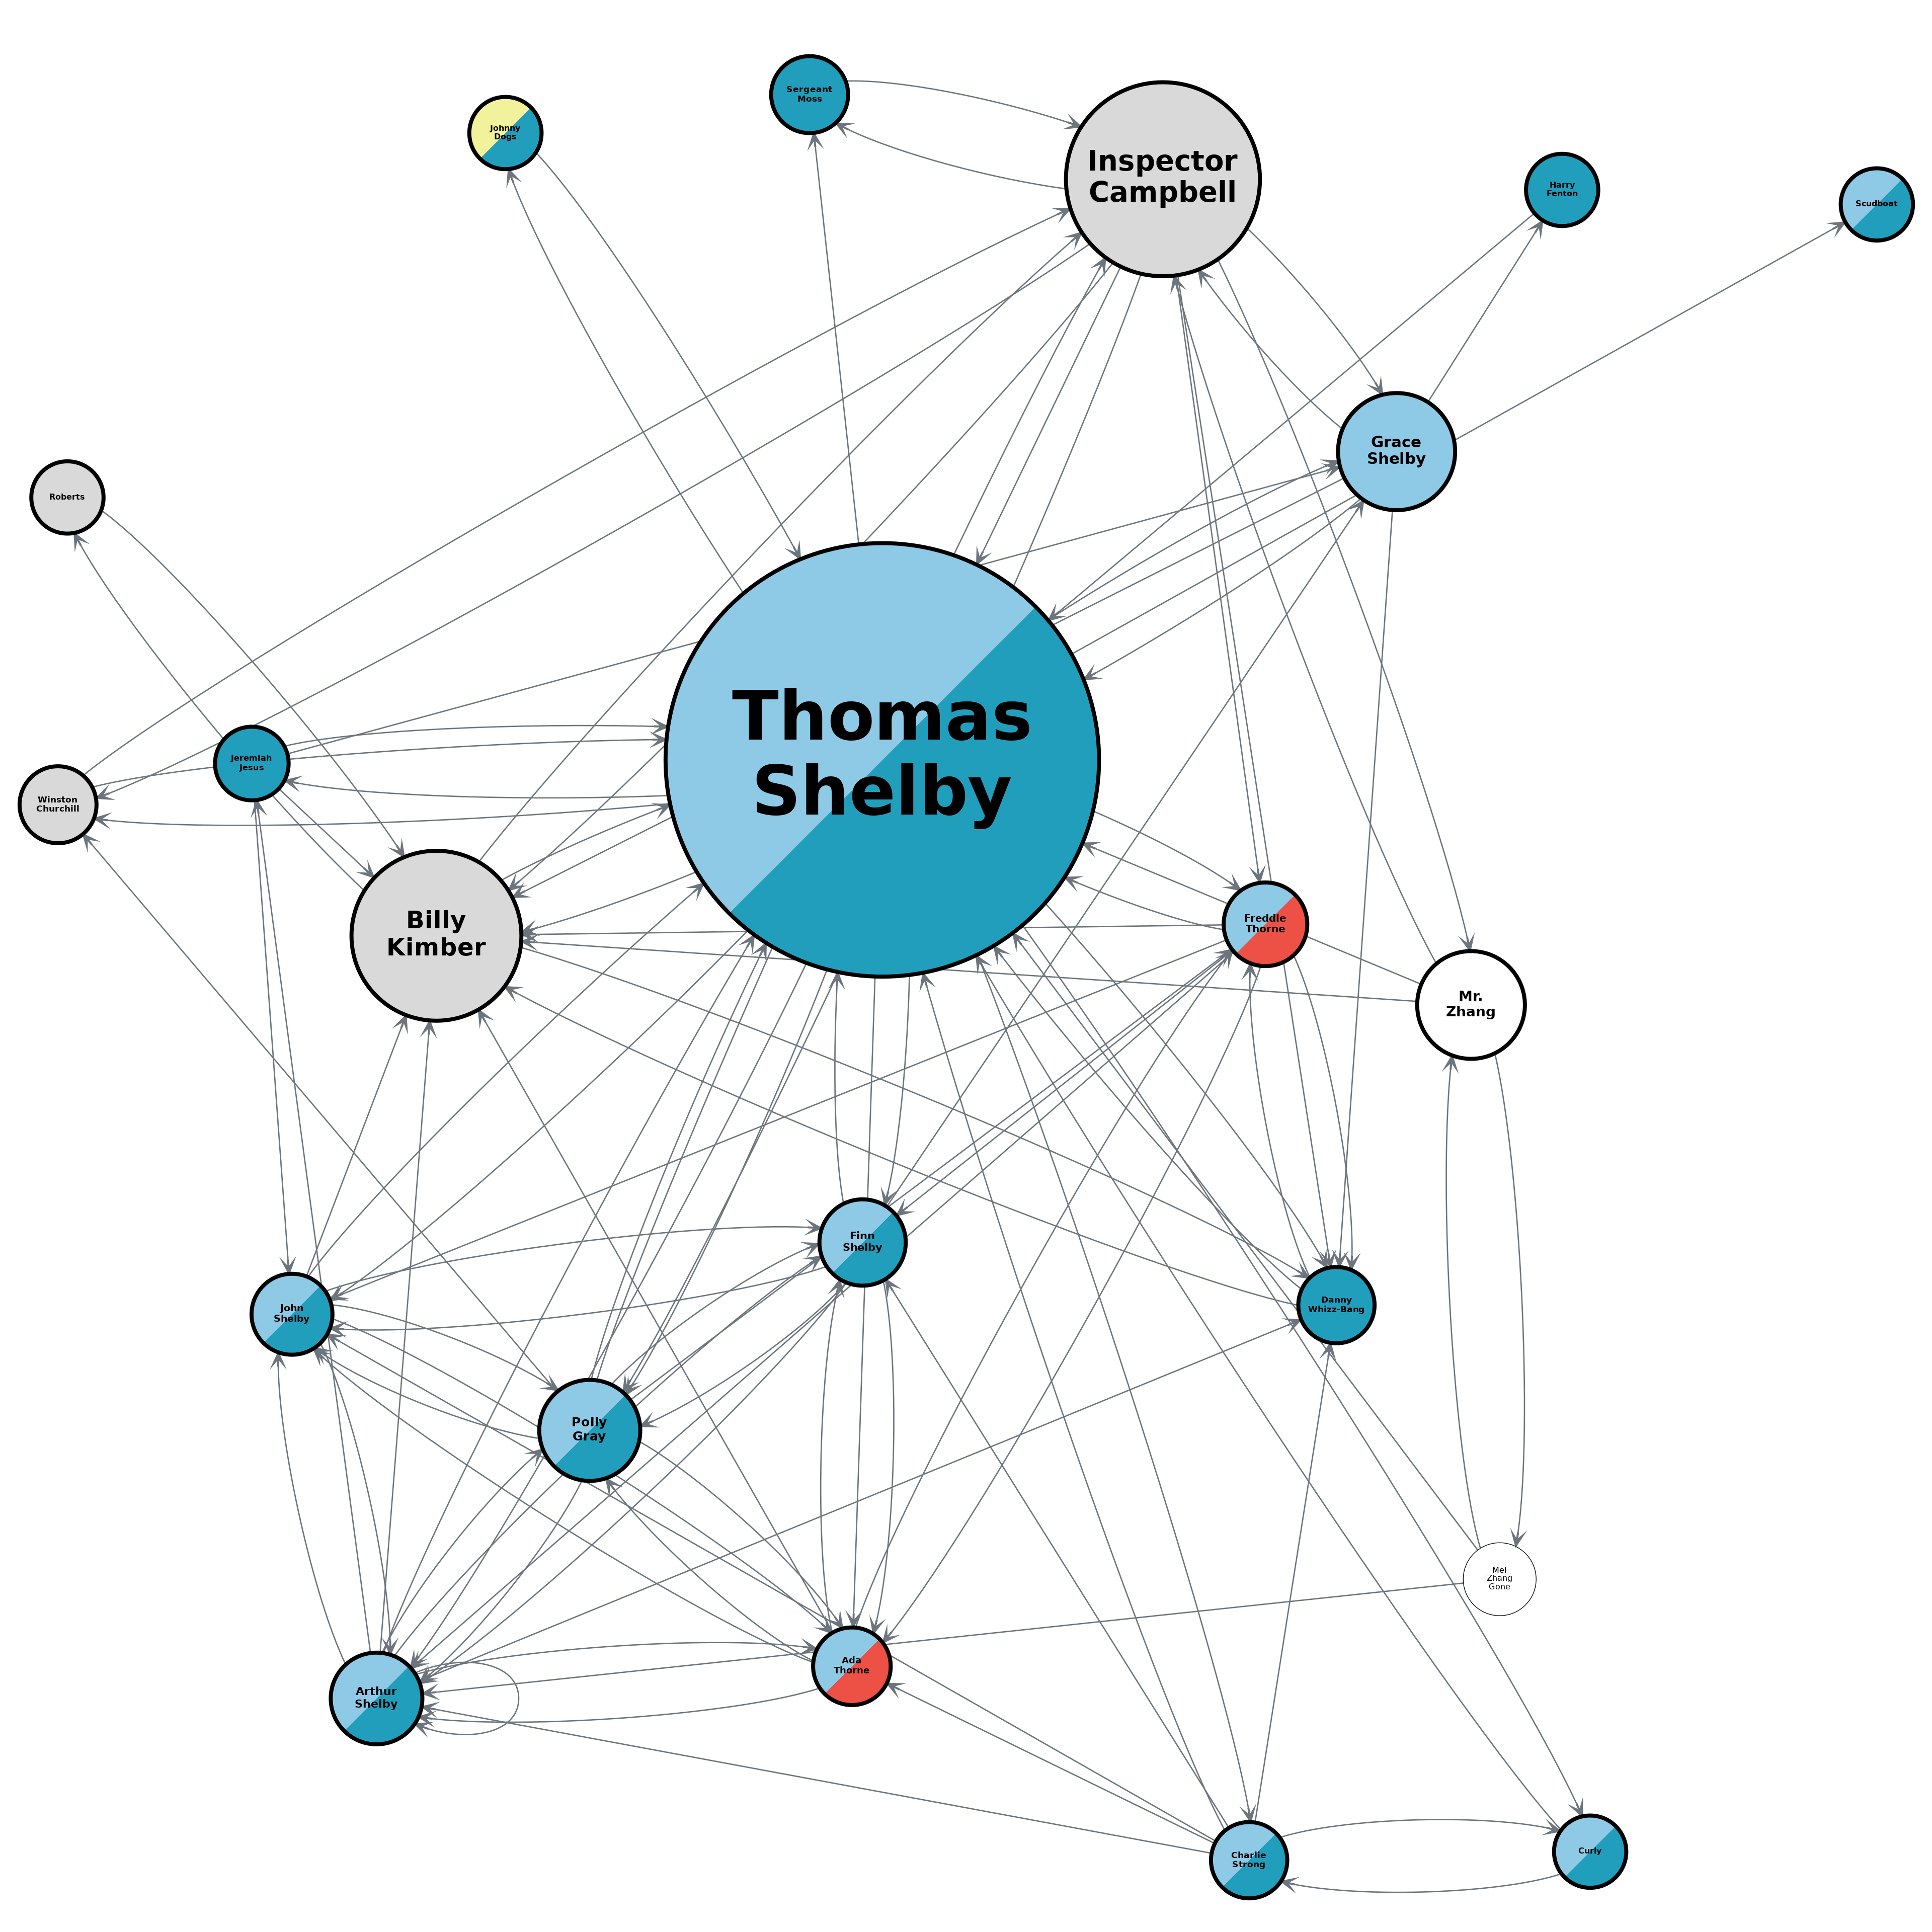 Sergeant
Moss
Johnny
Dogs
Inspector
Campbell
Harry
Fenton
Scudboat
Grace
Shelby
Roberts
Thomas
Shelby
Jeremiah
Jesus
Winston
Churchill
Billy
Kimber
Freddie
Thorne
Mr.
Zhang
Finn
Shelby
John
Shelby
Danny
Whizz-Bang
Polly
Gray
Mei
Zhang
Gone
Ada
Thorne
Arthur
Shelby
Charlie
Strong
Curly